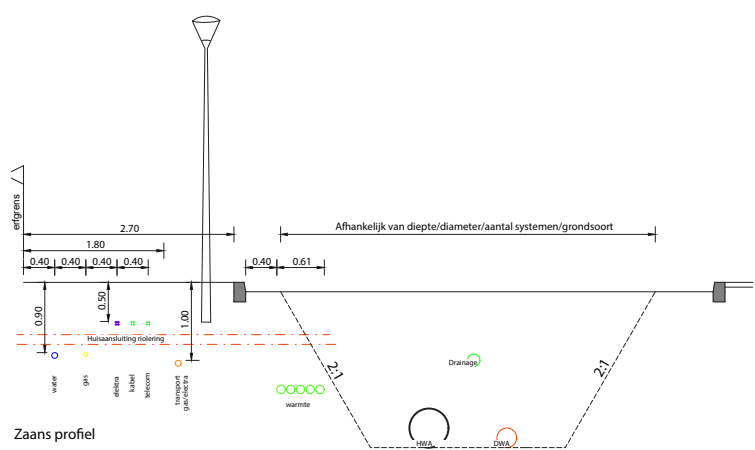 erfgrens
2.70
Afhankelijk van diepte/diameter/aantal systemen/grondsoort
1.80
0.40
0.40
0.40
0.40
0.40
0.61
0.90
0.50
1.00
Huisaansluiting riolering
water
gas
elektra
kabel
telecom
transport
gas/electra
warmte
2:1
Drainage
2:1
HWA
DWA
Zaans profiel